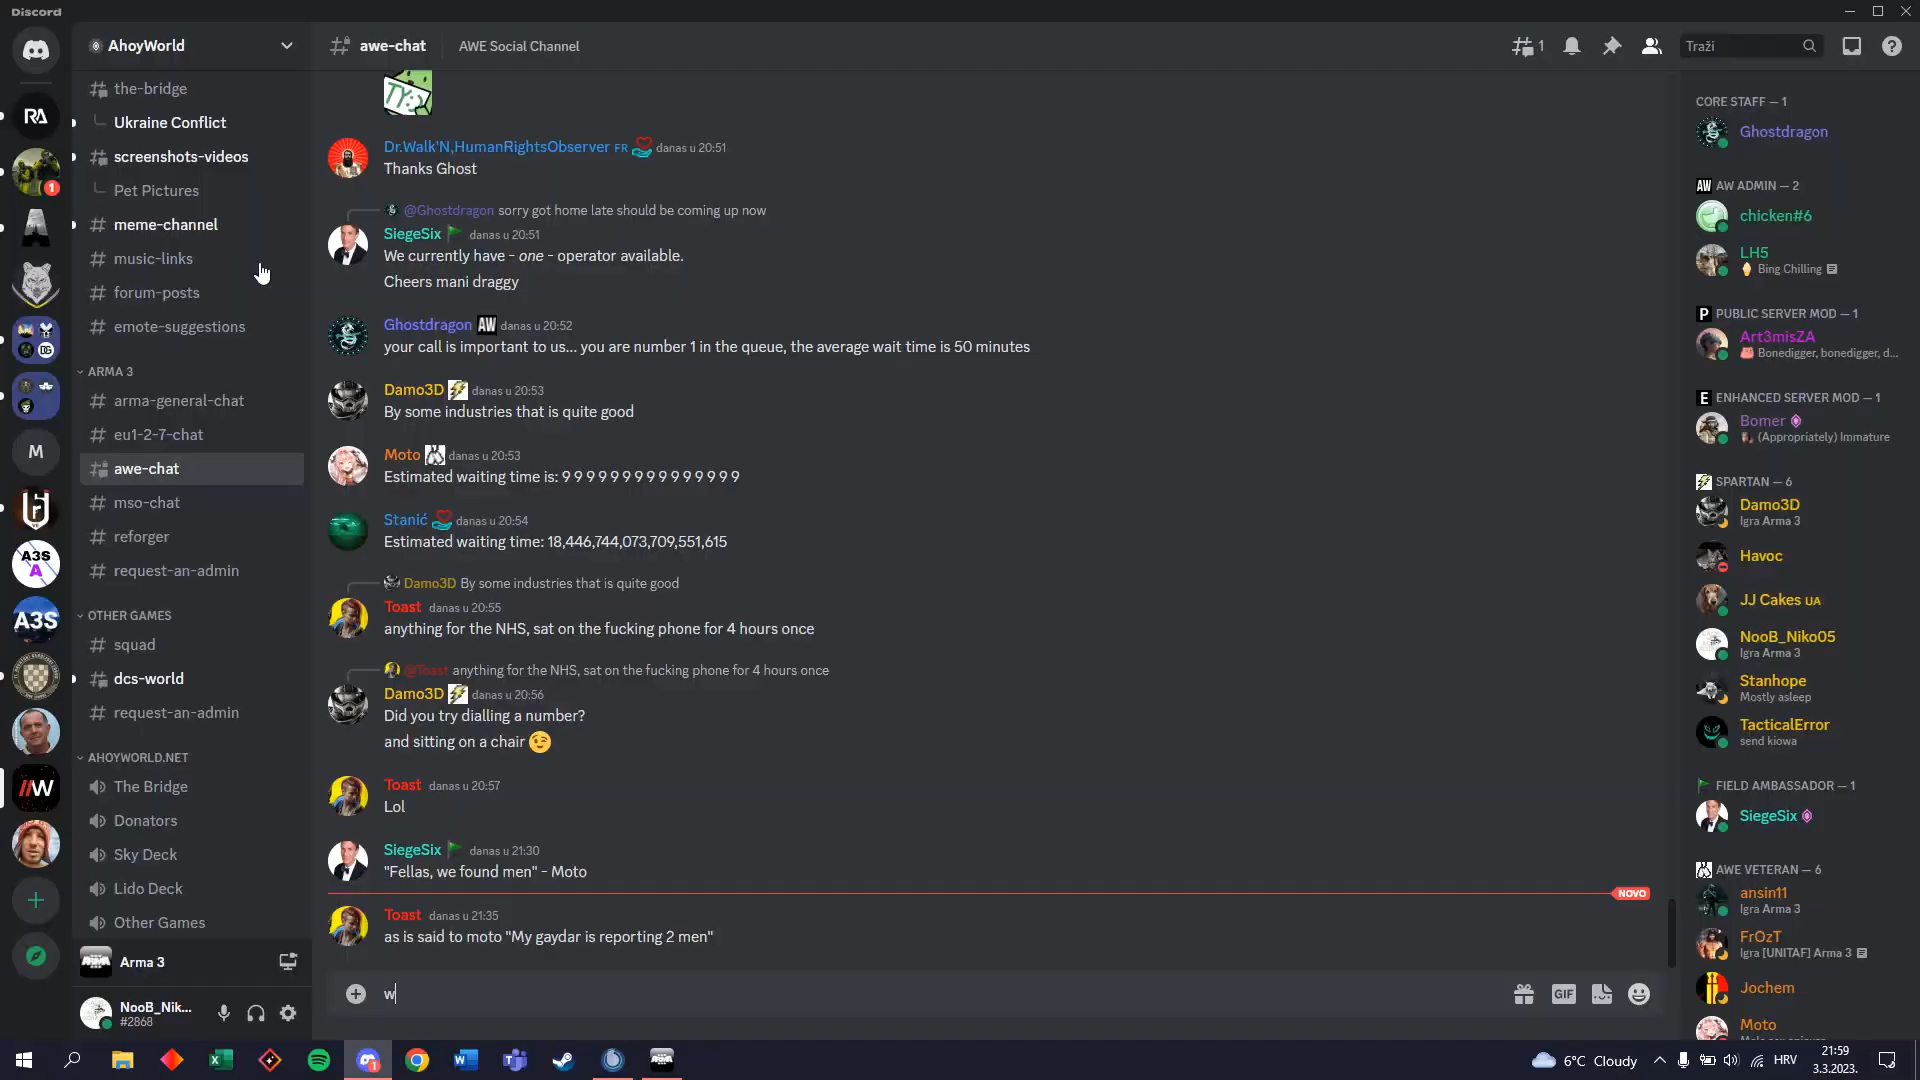 Discord
AhoyWorld
the-bridge
Ukraine Conflict
screenshots-videos
Pet Pictures
meme-channel
music-links
forum-posts
emote-suggestions
ARMA 3
arma-general-chat
eu1-2-7-chat
awe-chat
mso-chat
reforger
request-an-admin
OTHER GAMES
squad
dcs-world
request-an-admin
AHOYWORLD.NET
The Bridge
Donators
Sky Deck
Lido Deck
Other Games
Arma 3
NooB_Nik...
#2868
RA
1
M
A3S
A
A3S
//W
awe-chat
AWE Social Channel
1
Traži
TY:)
Dr.Walk'N,HumanRightsObserver FR danas u 20:51
Thanks Ghost
@Ghostdragon sorry got home late should be coming up now
SiegeSix danas u 20:51
We currently have - one - operator available.
Cheers mani draggy
Ghostdragon AW danas u 20:52
your call is important to us... you are number 1 in the queue, the average wait time is 50 minutes
Damo3D danas u 20:53
By some industries that is quite good
Moto danas u 20:53
Estimated waiting time is: 9 9 9 9 9 9 9 9 9 9 9 9 9 9 9
Stanić danas u 20:54
Estimated waiting time: 18,446,744,073,709,551,615
Damo3D By some industries that is quite good
Toast danas u 20:55
anything for the NHS, sat on the fucking phone for 4 hours once
@Toast anything for the NHS, sat on the fucking phone for 4 hours once
Damo3D danas u 20:56
Did you try dialling a number?
and sitting on a chair
Toast danas u 20:57
Lol
SiegeSix danas u 21:30
"Fellas, we found men" - Moto
NOVO
Toast danas u 21:35
as is said to moto "My gaydar is reporting 2 men"
w
GIF
CORE STAFF — 1
Ghostdragon
AW AW ADMIN — 2
chicken#6
LH5
Bing Chilling
P PUBLIC SERVER MOD — 1
Art3misZA
Bonedigger, bonedigger, d...
E ENHANCED SERVER MOD — 1
Bomer
(Appropriately) Immature
SPARTAN — 6
Damo3D
Igra Arma 3
Havoc
JJ Cakes UA
NooB_Niko05
Igra Arma 3
Stanhope
Mostly asleep
TacticalError
send kiowa
FIELD AMBASSADOR — 1
SiegeSix
AWE VETERAN — 6
ansin11
Igra Arma 3
FrOzT
Igra [UNITAF] Arma 3
Jochem
Moto
6°C Cloudy
HRV
21:59
3.3.2023.